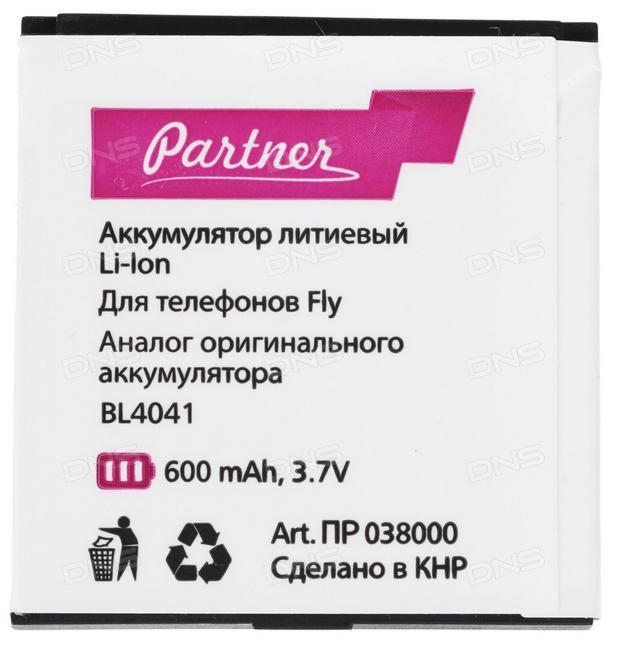 Partner
Аккумулятор литиевый
Li-Ion
Для телефонов Fly
Аналог оригинального
аккумулятора
BL4041
600 mAh, 3.7V
Art. ПР 038000
Сделано в КНР
DNS